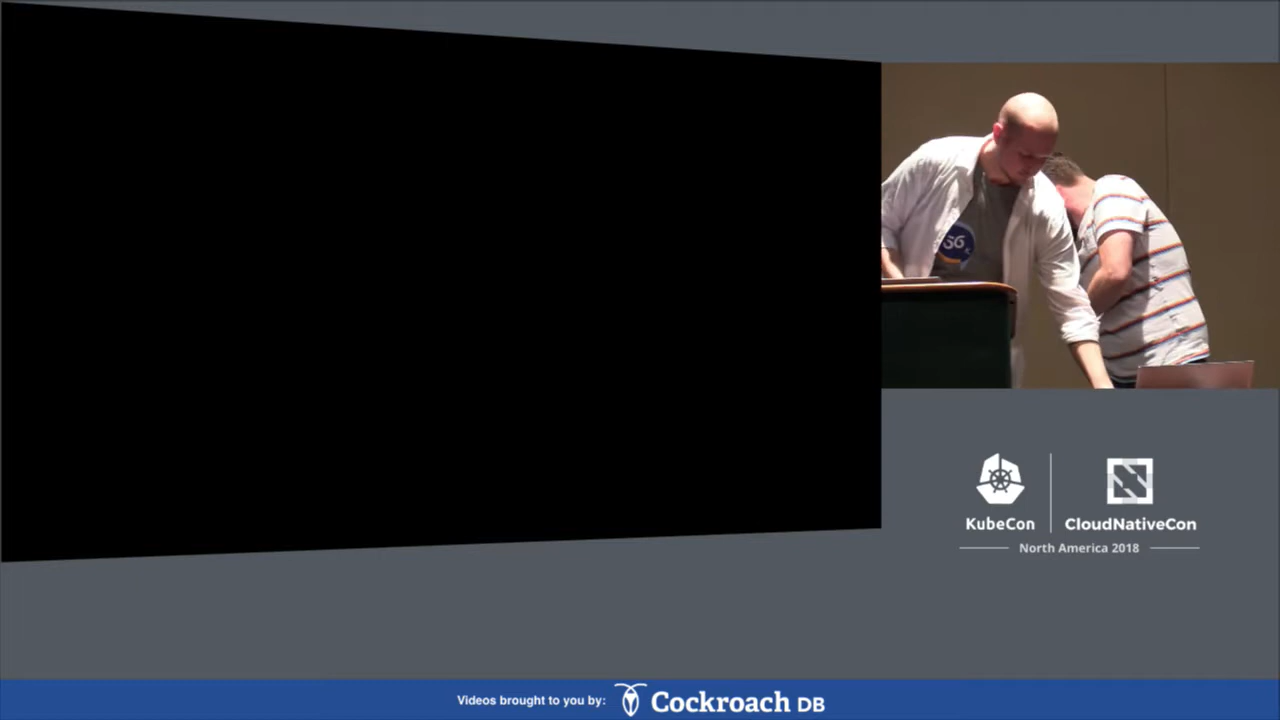 KubeCon
CloudNativeCon
North America 2018
Videos brought to you by:
Cockroach DB